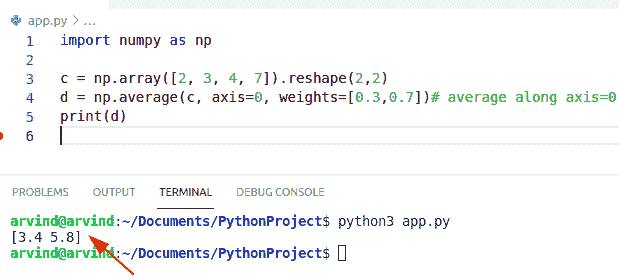 app.py > ...
1 import numpy as np
2
3 c = np.array([2, 3, 4, 7]).reshape(2,2)
4 d = np.average(c, axis=0, weights=[0.3,0.7])# average along axis=0
5 print(d)
6
PROBLEMS OUTPUT TERMINAL DEBUG CONSOLE
arvind@arvind:~/Documents/PythonProject$ python3 app.py
[3.4 5.8]
arvind@arvind:~/Documents/PythonProject$